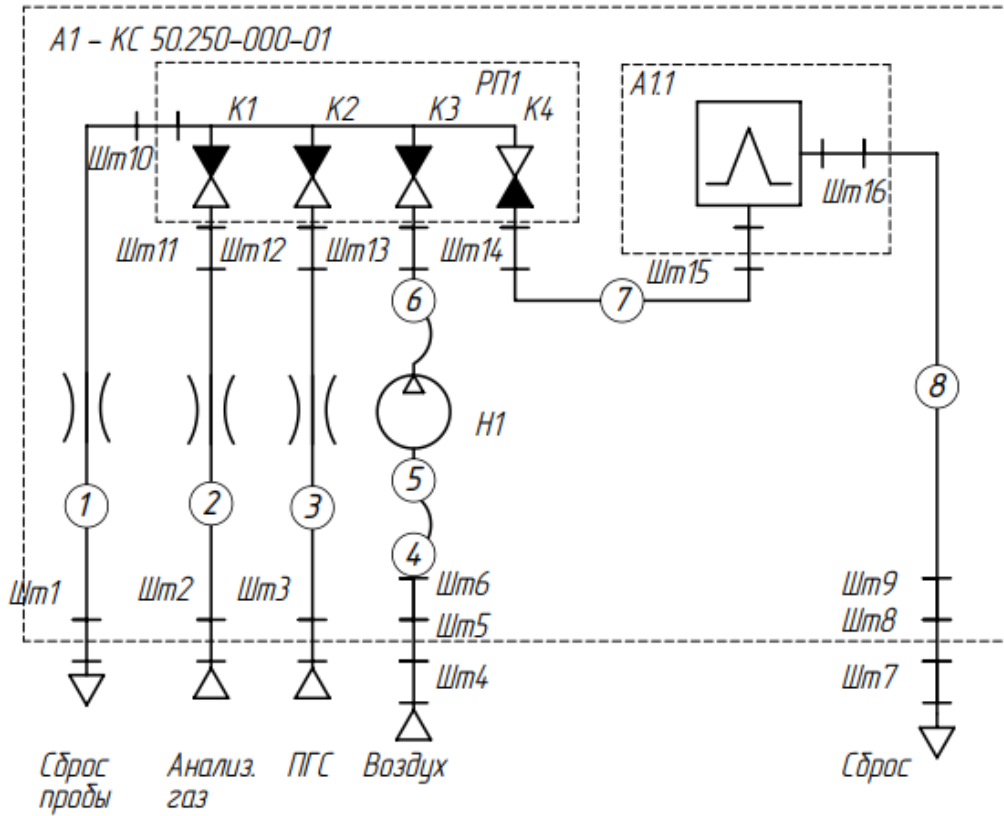 А1 - КС 50.250-000-01
РП1
А1.1
К1
К2
К3
К4
Шт10
Шт16
Шт11
Шт12
Шт13
Шт14
Шт15
6
7
8
Н1
5
1
2
3
4
Шт1
Шт2
Шт3
Шт6
Шт9
Шт5
Шт8
Шт4
Шт7
Сброс
пробы
Анализ.
газ
ПГС
Воздух
Сброс